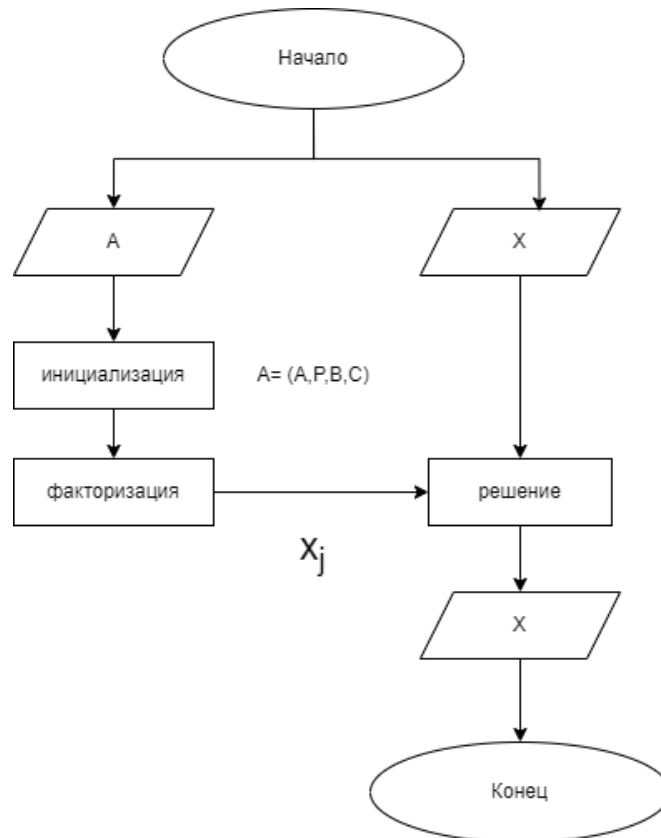 Начало
А
X
инициализация
A= (A,P,B,C)
факторизация
решение
xj
X
Конец